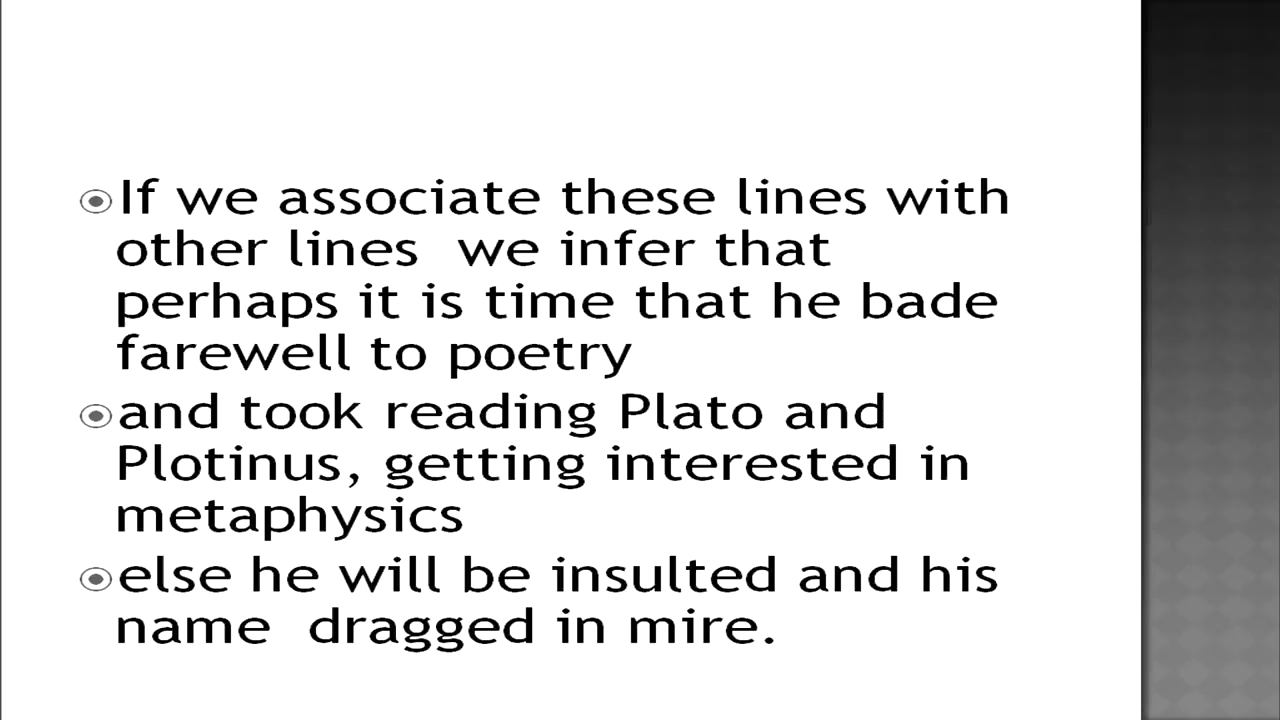 If we associate these lines with
other lines  we infer that
perhaps it is time that he bade
farewell to poetry
and took reading Plato and
Plotinus, getting interested in
metaphysics
else he will be insulted and his
name  dragged in mire.